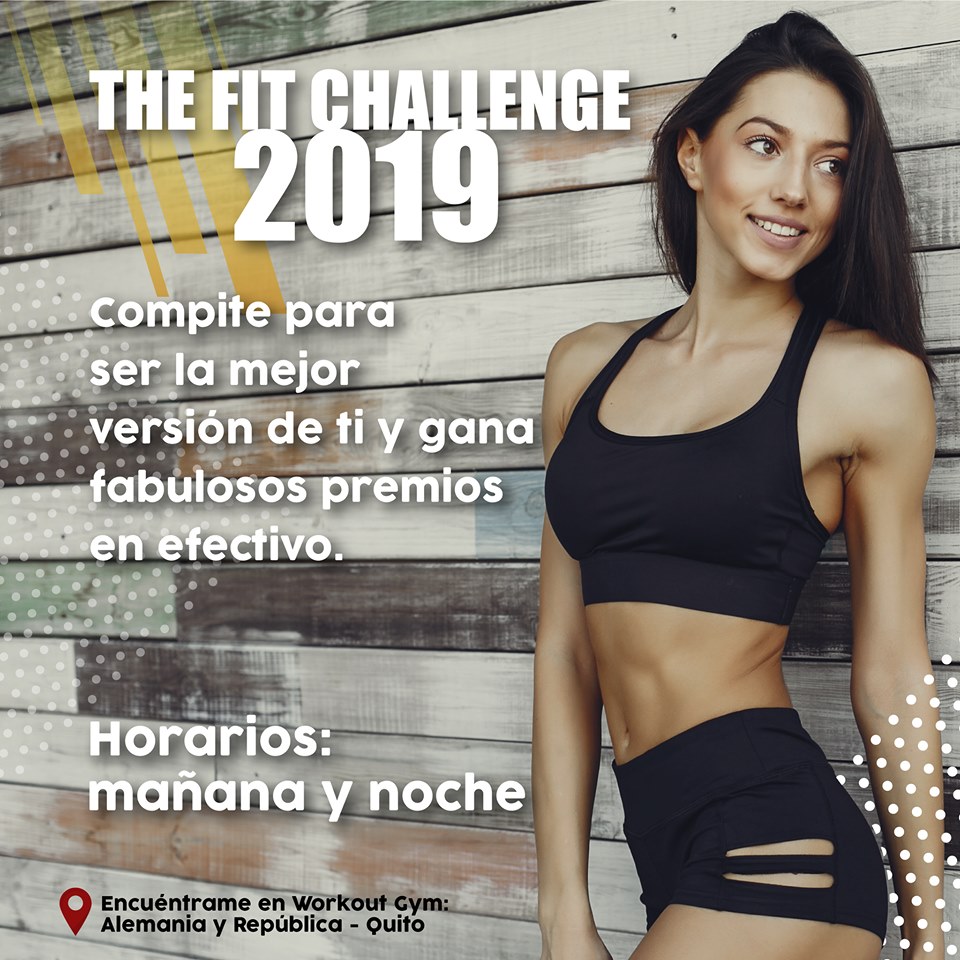 THE FIT CHALLENGE
2019
Compite para
ser la mejor
versión de ti y gana
fabulosos premios
en efectivo.
Horarios:
mañana y noche
Encuéntrame en Workout Gym:
Alemania y República - Quito